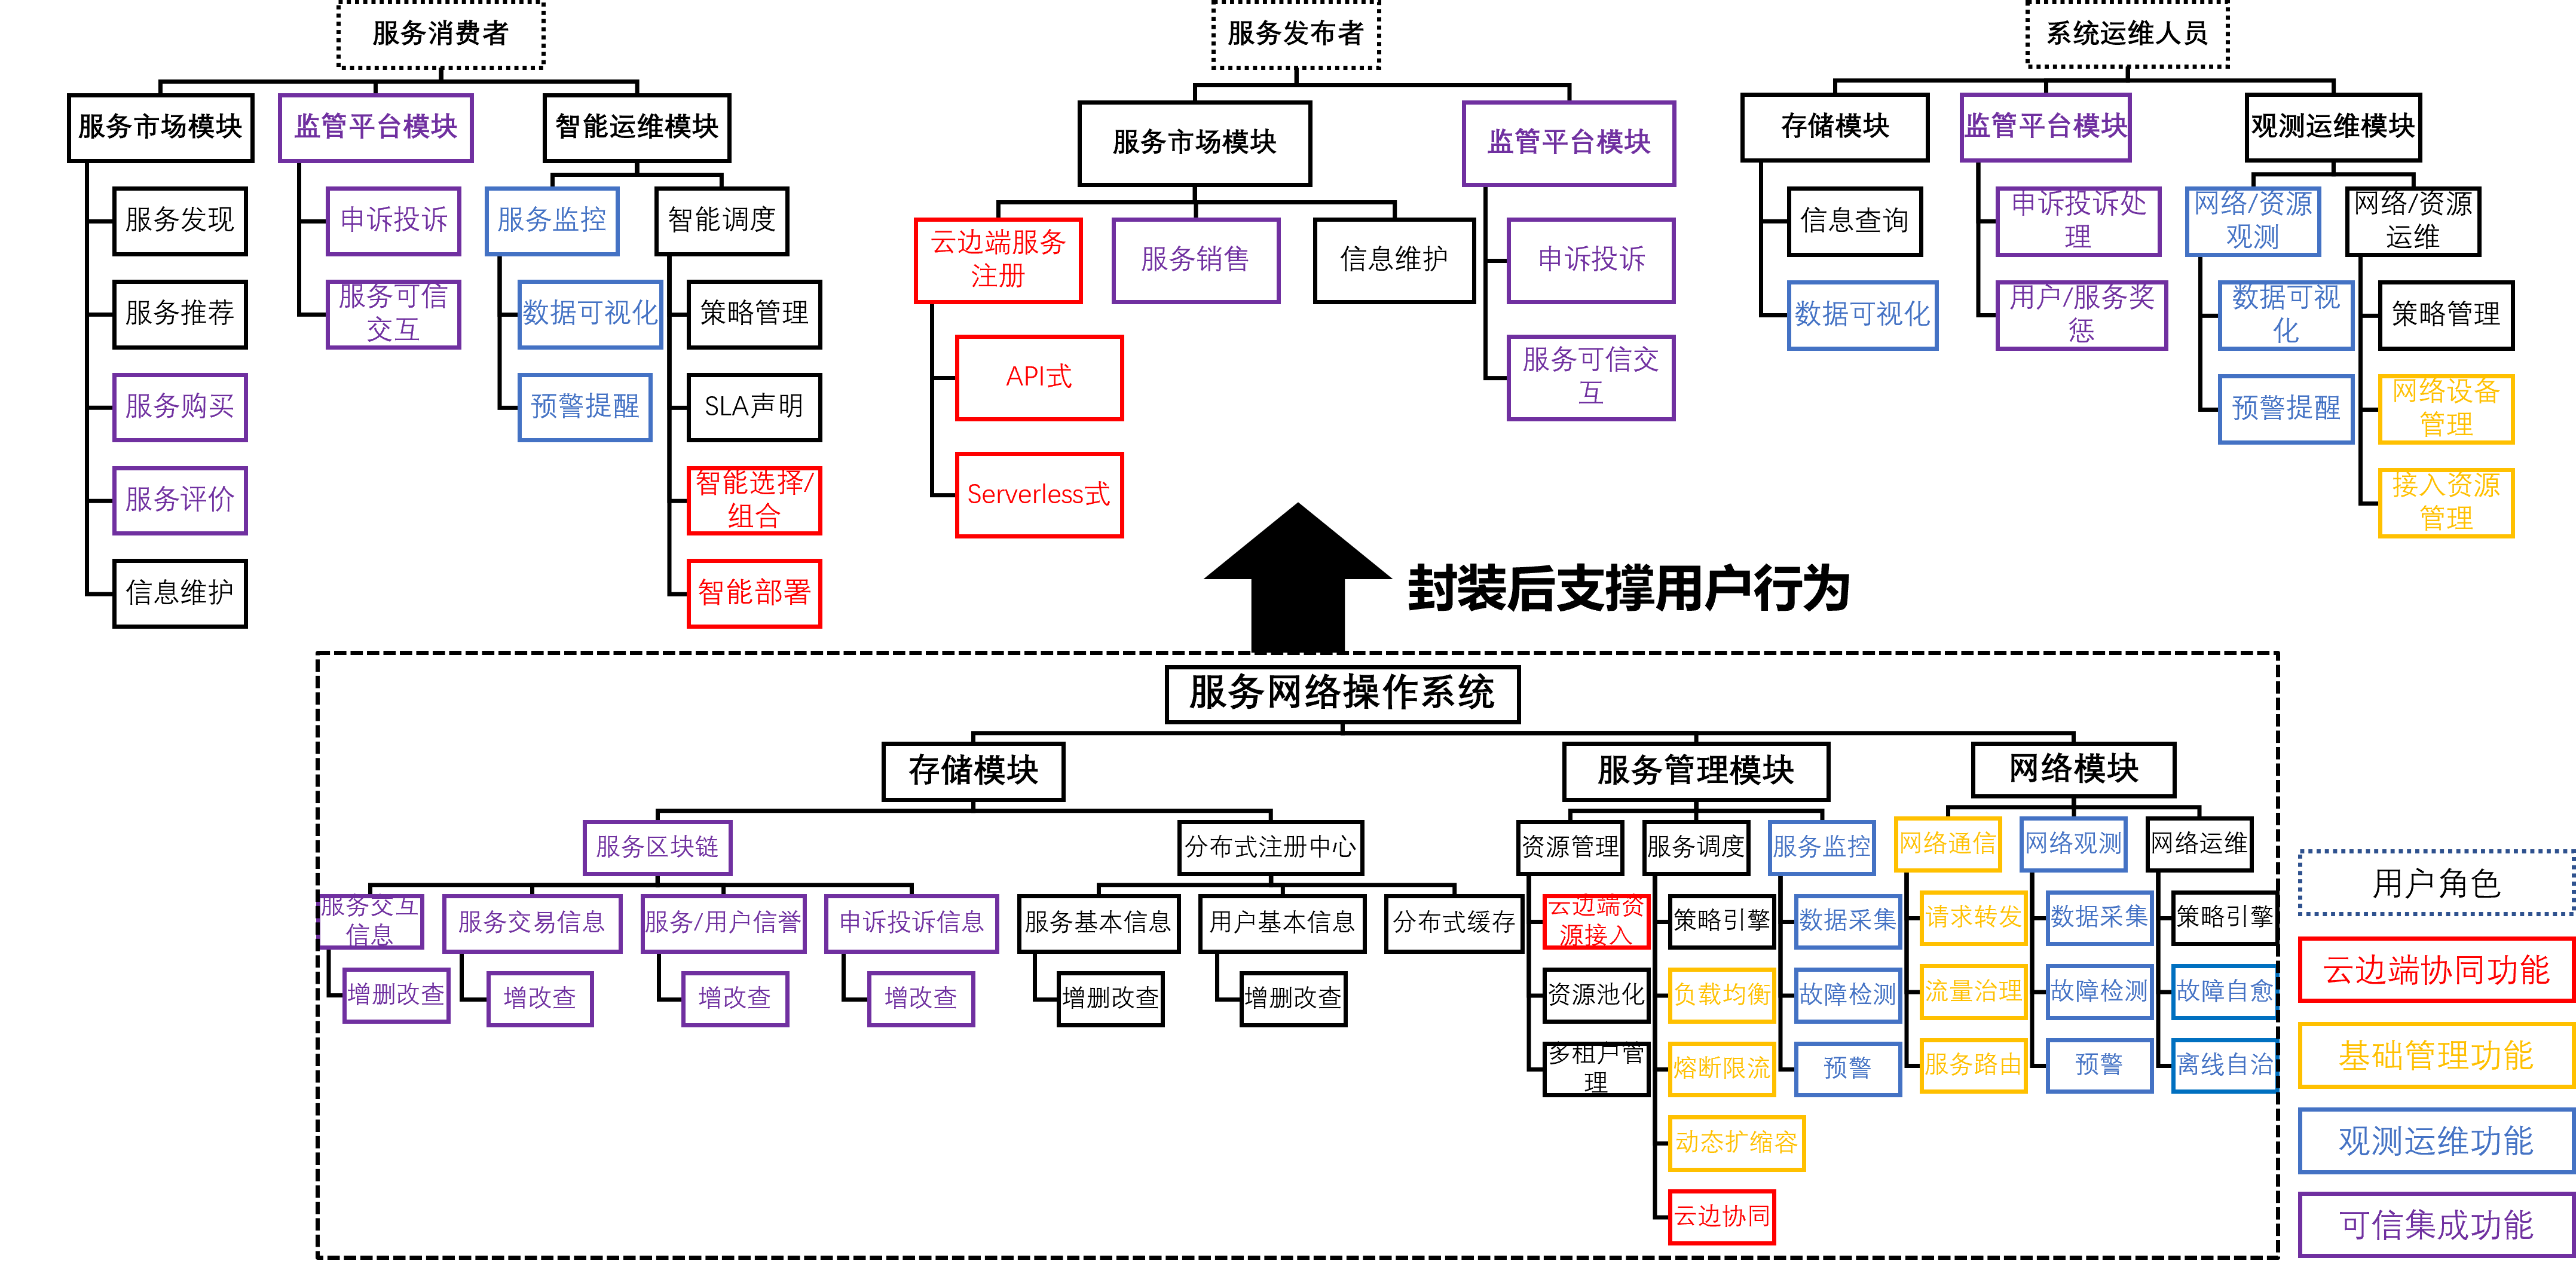 服务消费者
服务市场模块
监管平台模块
智能运维模块
服务发现
服务推荐
服务购买
服务评价
信息维护
申诉投诉
服务可信
交互
服务监控
数据可视化
预警提醒
智能调度
策略管理
SLA声明
智能选择/
组合
智能部署
服务发布者
服务市场模块
监管平台模块
云边端服务
注册
API式
Serverless式
服务销售
信息维护
申诉投诉
服务可信交
互
系统运维人员
存储模块
监管平台模块
观测运维模块
信息查询
数据可视化
申诉投诉处
理
用户/服务奖
惩
网络/资源
观测
数据可视
化
预警提醒
网络/资源
运维
策略管理
网络设备
管理
接入资源
管理
封装后支撑用户行为
服务网络操作系统
存储模块
服务管理模块
网络模块
服务区块链
分布式注册中心
服务交互
信息
增删改查
服务交易信息
增改查
服务/用户信誉
增改查
申诉投诉信息
增改查
服务基本信息
增删改查
用户基本信息
增删改查
分布式缓存
资源管理
云边端资
源接入
资源池化
多租户管
理
服务调度
策略引擎
负载均衡
熔断限流
动态扩缩容
云边协同
服务监控
数据采集
故障检测
预警
网络通信
请求转发
流量治理
服务路由
网络观测
数据采集
故障检测
预警
网络运维
策略引擎
故障自愈
离线自治
用户角色
云边端协同功能
基础管理功能
观测运维功能
可信集成功能